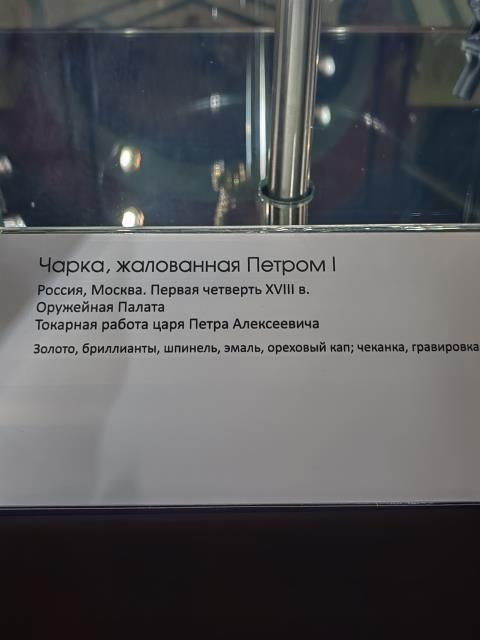 Чарка, жалованная Петром I
Россия, Москва. Первая четверть XVIII в.
Оружейная Палата
Токарная работа царя Петра Алексеевича
Золото, бриллианты, шпинель, эмаль, ореховый кап; чеканка, гравировка